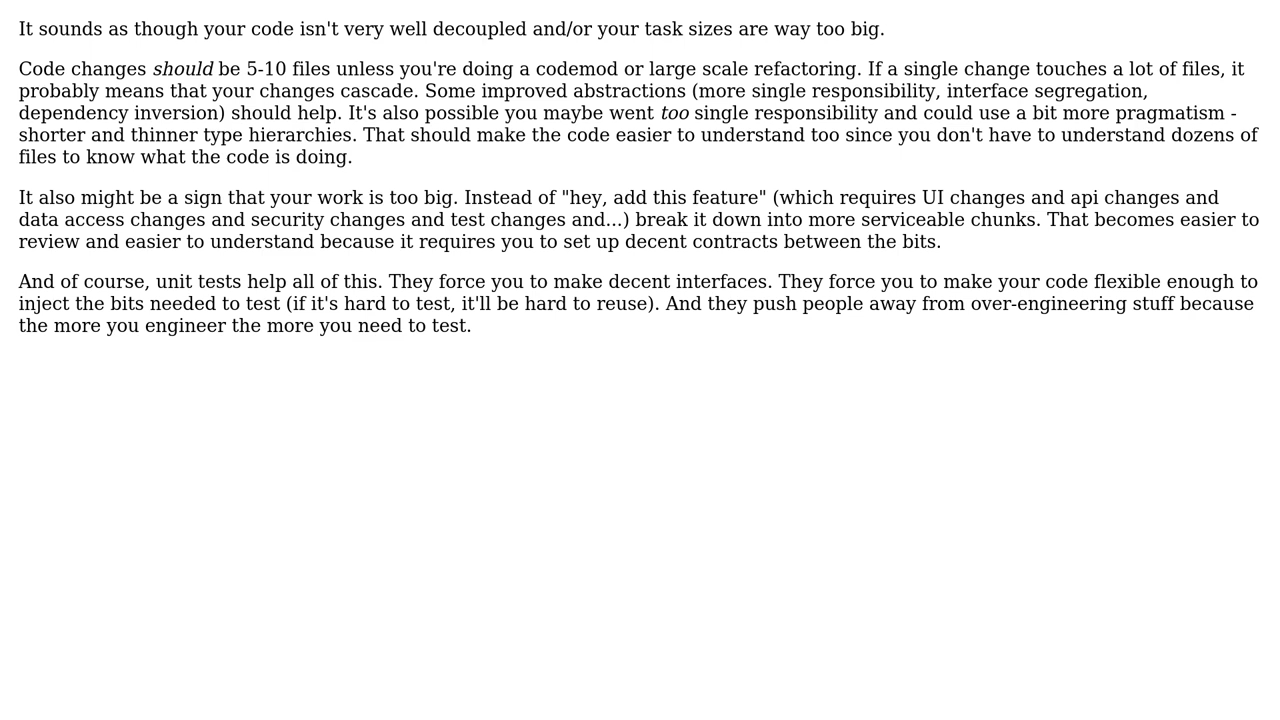 It sounds as though your code isn't very well decoupled and/or your task sizes are way too big.
Code changes should be 5-10 files unless you're doing a codemod or large scale refactoring. If a single change touches a lot of files, it
probably means that your changes cascade. Some improved abstractions (more single responsibility, interface segregation,
dependency inversion) should help. It's also possible you maybe went too single responsibility and could use a bit more pragmatism -
shorter and thinner type hierarchies. That should make the code easier to understand too since you don't have to understand dozens of
files to know what the code is doing.
It also might be a sign that your work is too big. Instead of "hey, add this feature" (which requires UI changes and api changes and
data access changes and security changes and test changes and...) break it down into more serviceable chunks. That becomes easier to
review and easier to understand because it requires you to set up decent contracts between the bits.
And of course, unit tests help all of this. They force you to make decent interfaces. They force you to make your code flexible enough to
inject the bits needed to test (if it's hard to test, it'll be hard to reuse). And they push people away from over-engineering stuff because
the more you engineer the more you need to test.